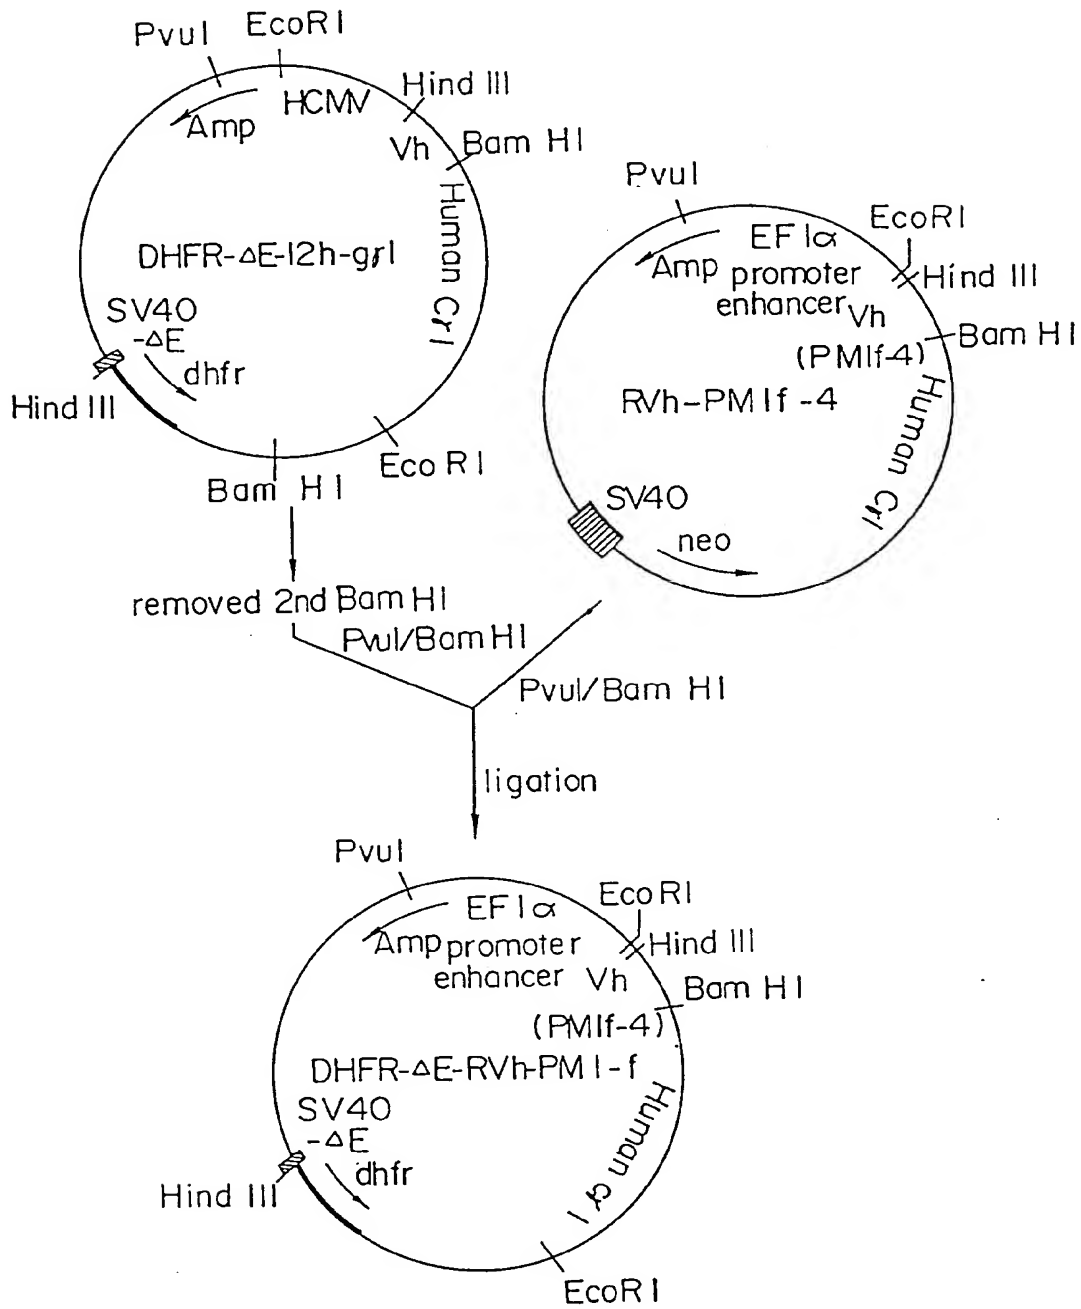 PvuI
EcoRI
Hind III
HCMV
Amp
Vh
Bam HI
Human Cγ1
DHFR-ΔE-12h-gγ1
SV40
-ΔE
dhfr
Hind III
Eco RI
Bam HI
PvuI
EcoRI
EF1α
Amp promoter
enhancer
Hind III
Vh
Bam HI
(PM1f-4)
RVh-PM1f-4
Human Cγ1
SV40
neo
removed 2nd Bam HI
PvuI/Bam HI
PvuI/Bam HI
ligation
PvuI
EcoRI
EF1α
Amp promoter
enhancer
Hind III
Vh
Bam HI
(PM1f-4)
DHFR-ΔE-RVh-PM1-f
SV40
-ΔE
Human Cγ1
dhfr
Hind III
EcoRI